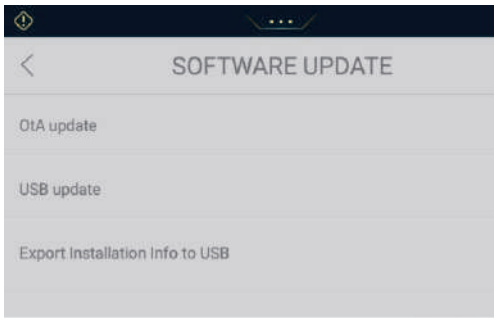 SOFTWARE UPDATE
OtA update
USB update
Export Installation Info to USB